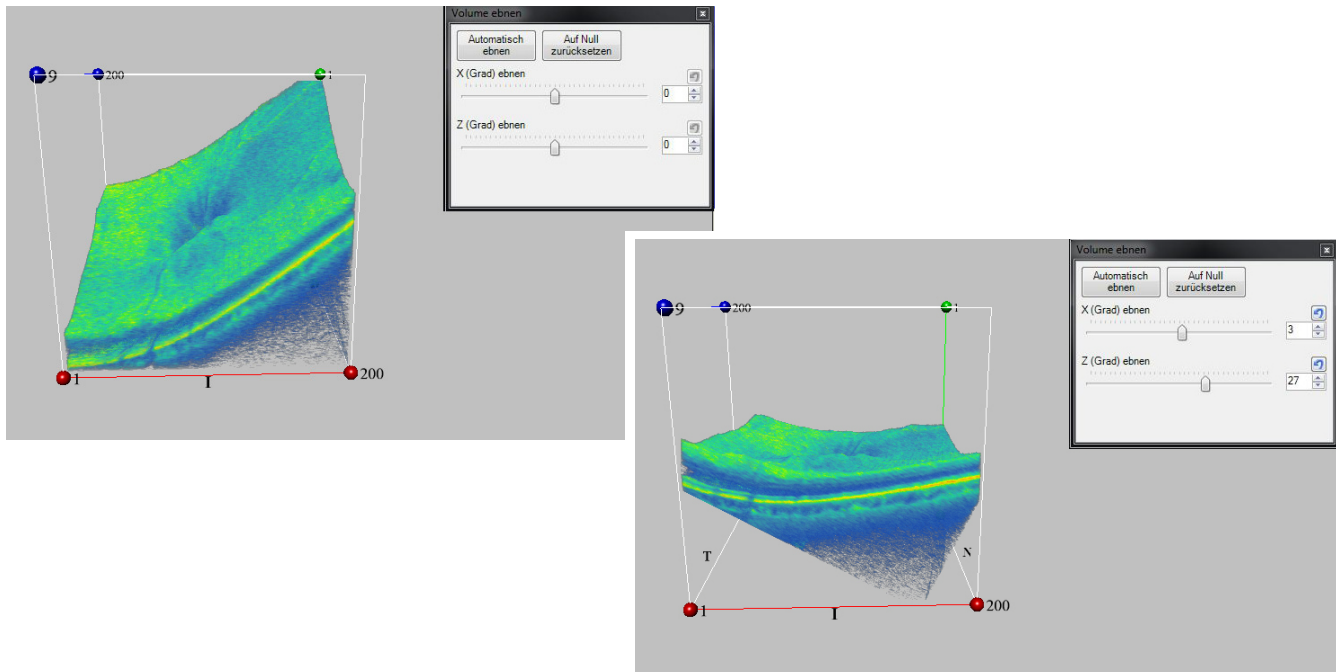 Volume ebnen
Automatisch
ebnen
Auf Null
zurücksetzen
X (Grad) ebnen
0
Z (Grad) ebnen
0
9
200
1
1
I
200
Volume ebnen
Automatisch
ebnen
Auf Null
zurücksetzen
X (Grad) ebnen
3
Z (Grad) ebnen
27
9
200
1
T
N
1
I
200